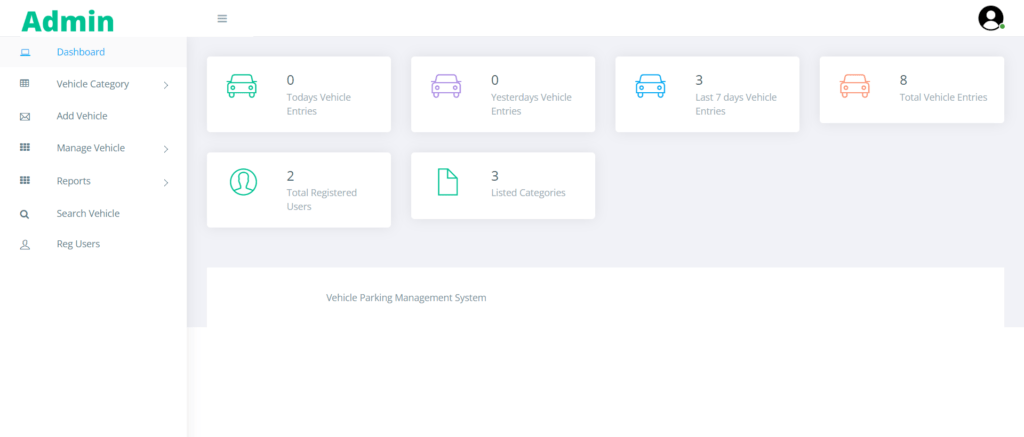 Admin
Dashboard
Vehicle Category
Add Vehicle
Manage Vehicle
Reports
Search Vehicle
Reg Users
0
Todays Vehicle
Entries
0
Yesterdays Vehicle
Entries
3
Last 7 days Vehicle
Entries
8
Total Vehicle Entries
2
Total Registered
Users
3
Listed Categories
Vehicle Parking Management System